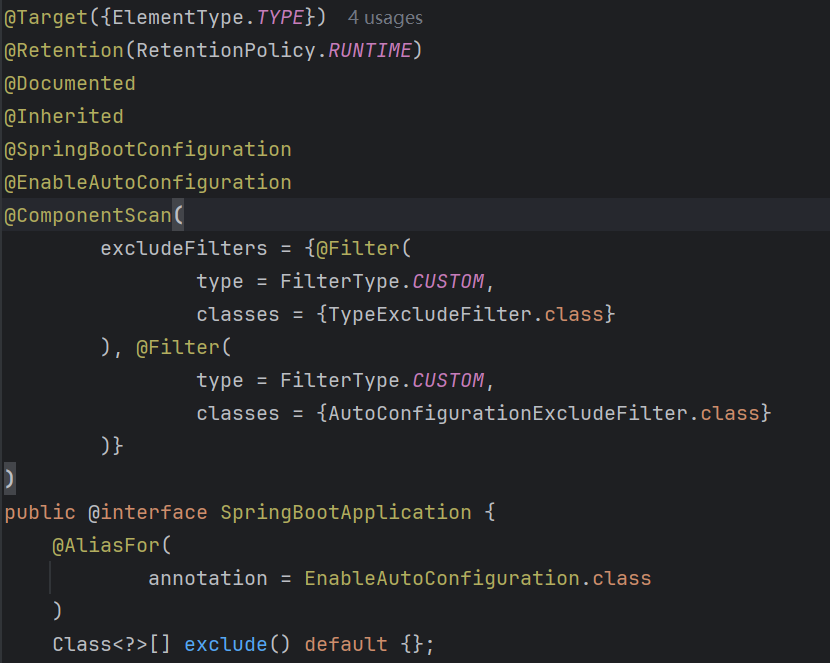 @Target({ElementType.TYPE}) 4 usages
@Retention(RetentionPolicy.RUNTIME)
@Documented
@Inherited
@SpringBootConfiguration
@EnableAutoConfiguration
@ComponentScan(
        excludeFilters = {@Filter(
                type = FilterType.CUSTOM,
                classes = {TypeExcludeFilter.class}
        ), @Filter(
                type = FilterType.CUSTOM,
                classes = {AutoConfigurationExcludeFilter.class}
        )}
)
public @interface SpringBootApplication {
    @AliasFor(
            annotation = EnableAutoConfiguration.class
    )
    Class<?>[] exclude() default {};